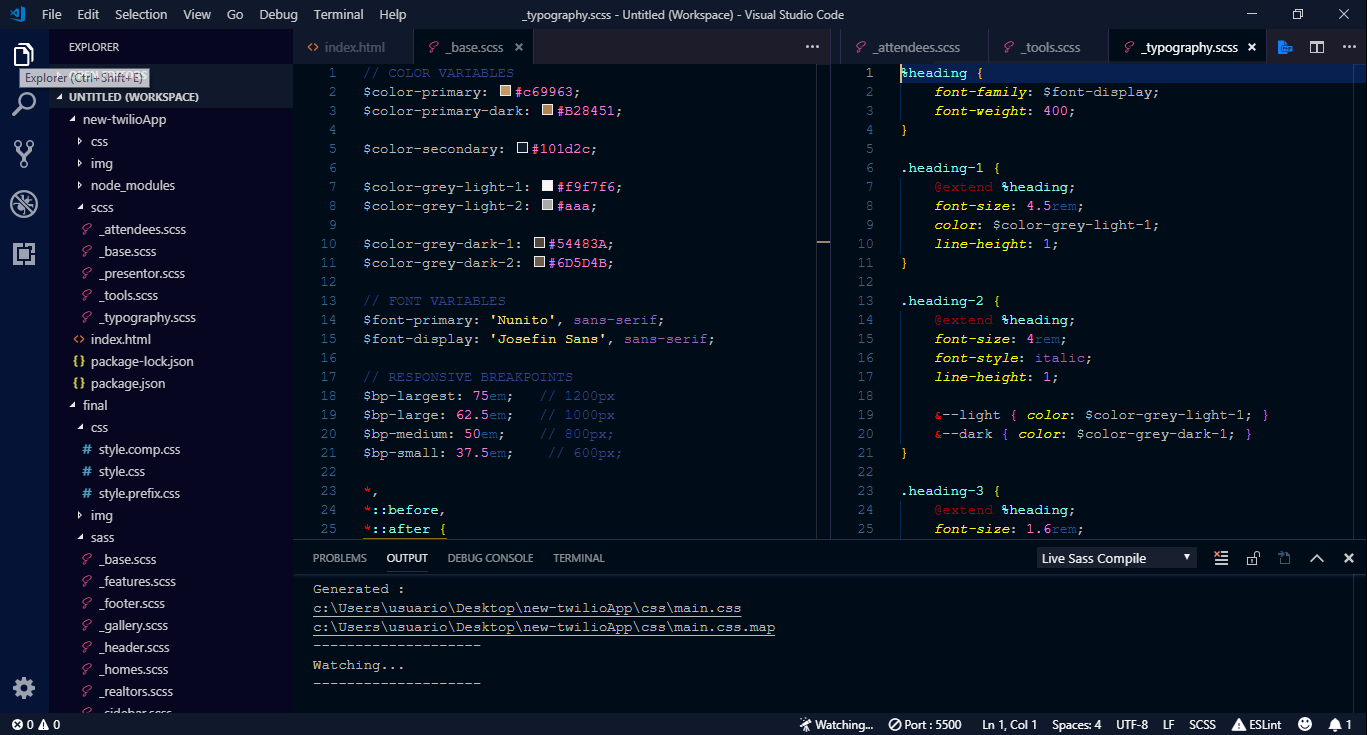 File Edit Selection View Go Debug Terminal Help
_typography.scss - Untitled (Workspace) - Visual Studio Code
EXPLORER
Explorer (Ctrl+Shift+E)
UNTITLED (WORKSPACE)
new-twilioApp
css
img
node_modules
scss
_attendees.scss
_base.scss
_presentor.scss
_tools.scss
_typography.scss
index.html
{} package-lock.json
{} package.json
final
css
# style.comp.css
# style.css
# style.prefix.css
img
sass
_base.scss
_features.scss
_footer.scss
_gallery.scss
_header.scss
_homes.scss
_realtors.scss
_sidebar.scss
<> index.html
_base.scss ×
1 // COLOR VARIABLES
2 $color-primary: #c69963;
3 $color-primary-dark: #B28451;
4
5 $color-secondary: #101d2c;
6
7 $color-grey-light-1: #f9f7f6;
8 $color-grey-light-2: #aaa;
9
10 $color-grey-dark-1: #54483A;
11 $color-grey-dark-2: #6D5D4B;
12
13 // FONT VARIABLES
14 $font-primary: 'Nunito', sans-serif;
15 $font-display: 'Josefin Sans', sans-serif;
16
17 // RESPONSIVE BREAKPOINTS
18 $bp-largest: 75em; // 1200px
19 $bp-large: 62.5em; // 1000px
20 $bp-medium: 50em; // 800px;
21 $bp-small: 37.5em; // 600px;
22
23 *,
24 *::before,
25 *::after {
_attendees.scss
_tools.scss
_typography.scss ×
1 %heading {
2 font-family: $font-display;
3 font-weight: 400;
4 }
5
6 .heading-1 {
7 @extend %heading;
8 font-size: 4.5rem;
9 color: $color-grey-light-1;
10 line-height: 1;
11 }
12
13 .heading-2 {
14 @extend %heading;
15 font-size: 4rem;
16 font-style: italic;
17 line-height: 1;
18
19 &--light { color: $color-grey-light-1; }
20 &--dark { color: $color-grey-dark-1; }
21 }
22
23 .heading-3 {
24 @extend %heading;
25 font-size: 1.6rem;
PROBLEMS OUTPUT DEBUG CONSOLE TERMINAL
Live Sass Compile
Generated :
c:\Users\usuario\Desktop\new-twilioApp\css\main.css
c:\Users\usuario\Desktop\new-twilioApp\css\main.css.map
--------------------
Watching...
--------------------
0 0
Watching... Port : 5500 Ln 1, Col 1 Spaces: 4 UTF-8 LF SCSS ESLint 1